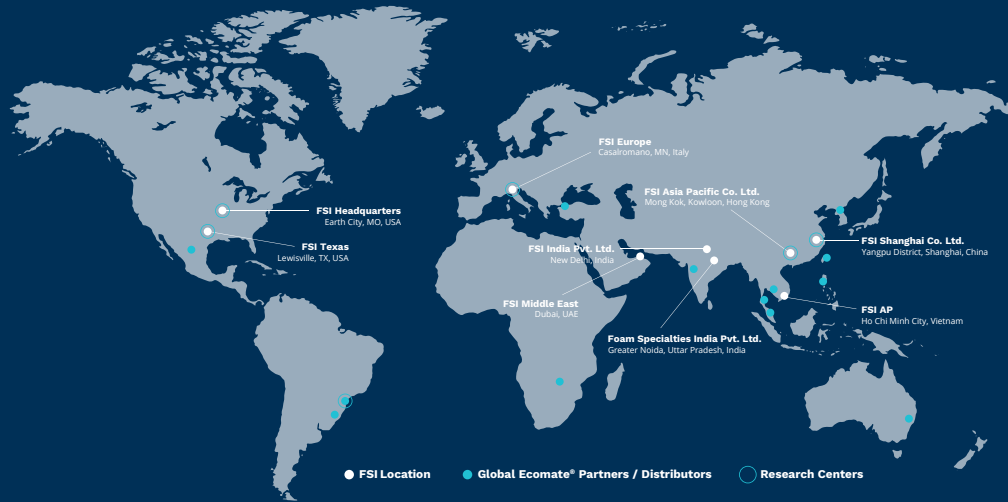 FSI Europe
Casalromano, MN, Italy
FSI Asia Pacific Co. Ltd.
Mong Kok, Kowloon, Hong Kong
FSI Headquarters
Earth City, MO, USA
FSI Texas
Lewisville, TX, USA
FSI India Pvt. Ltd.
New Delhi, India
FSI Shanghai Co. Ltd.
Yangpu District, Shanghai, China
FSI Middle East
Dubai, UAE
FSI AP
Ho Chi Minh City, Vietnam
Foam Specialties India Pvt. Ltd.
Greater Noida, Uttar Pradesh, India
FSI Location
Global Ecomate® Partners / Distributors
Research Centers